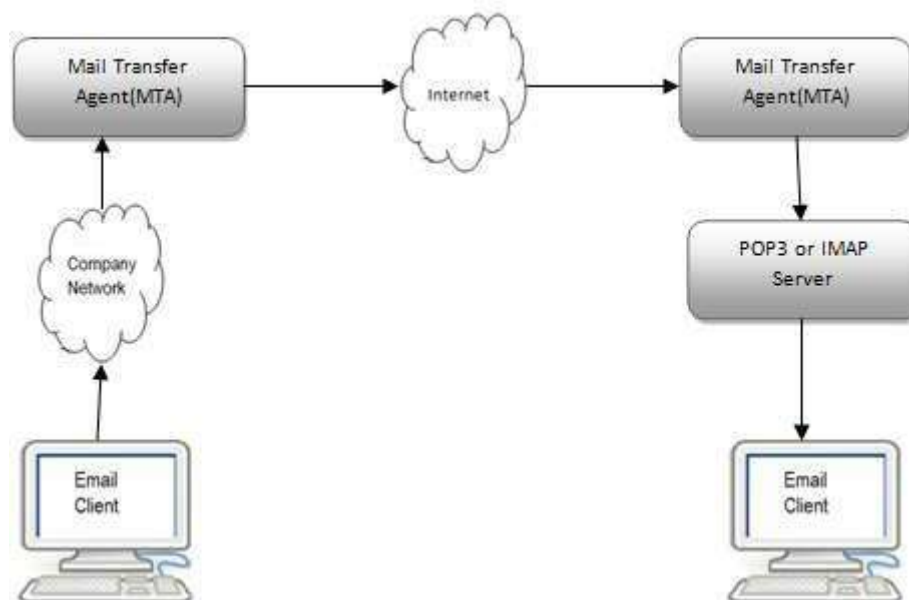 Mail Transfer
Agent(MTA)
Internet
Mail Transfer
Agent(MTA)
Company
Network
POP3 or IMAP
Server
Email
Client
Email
Client